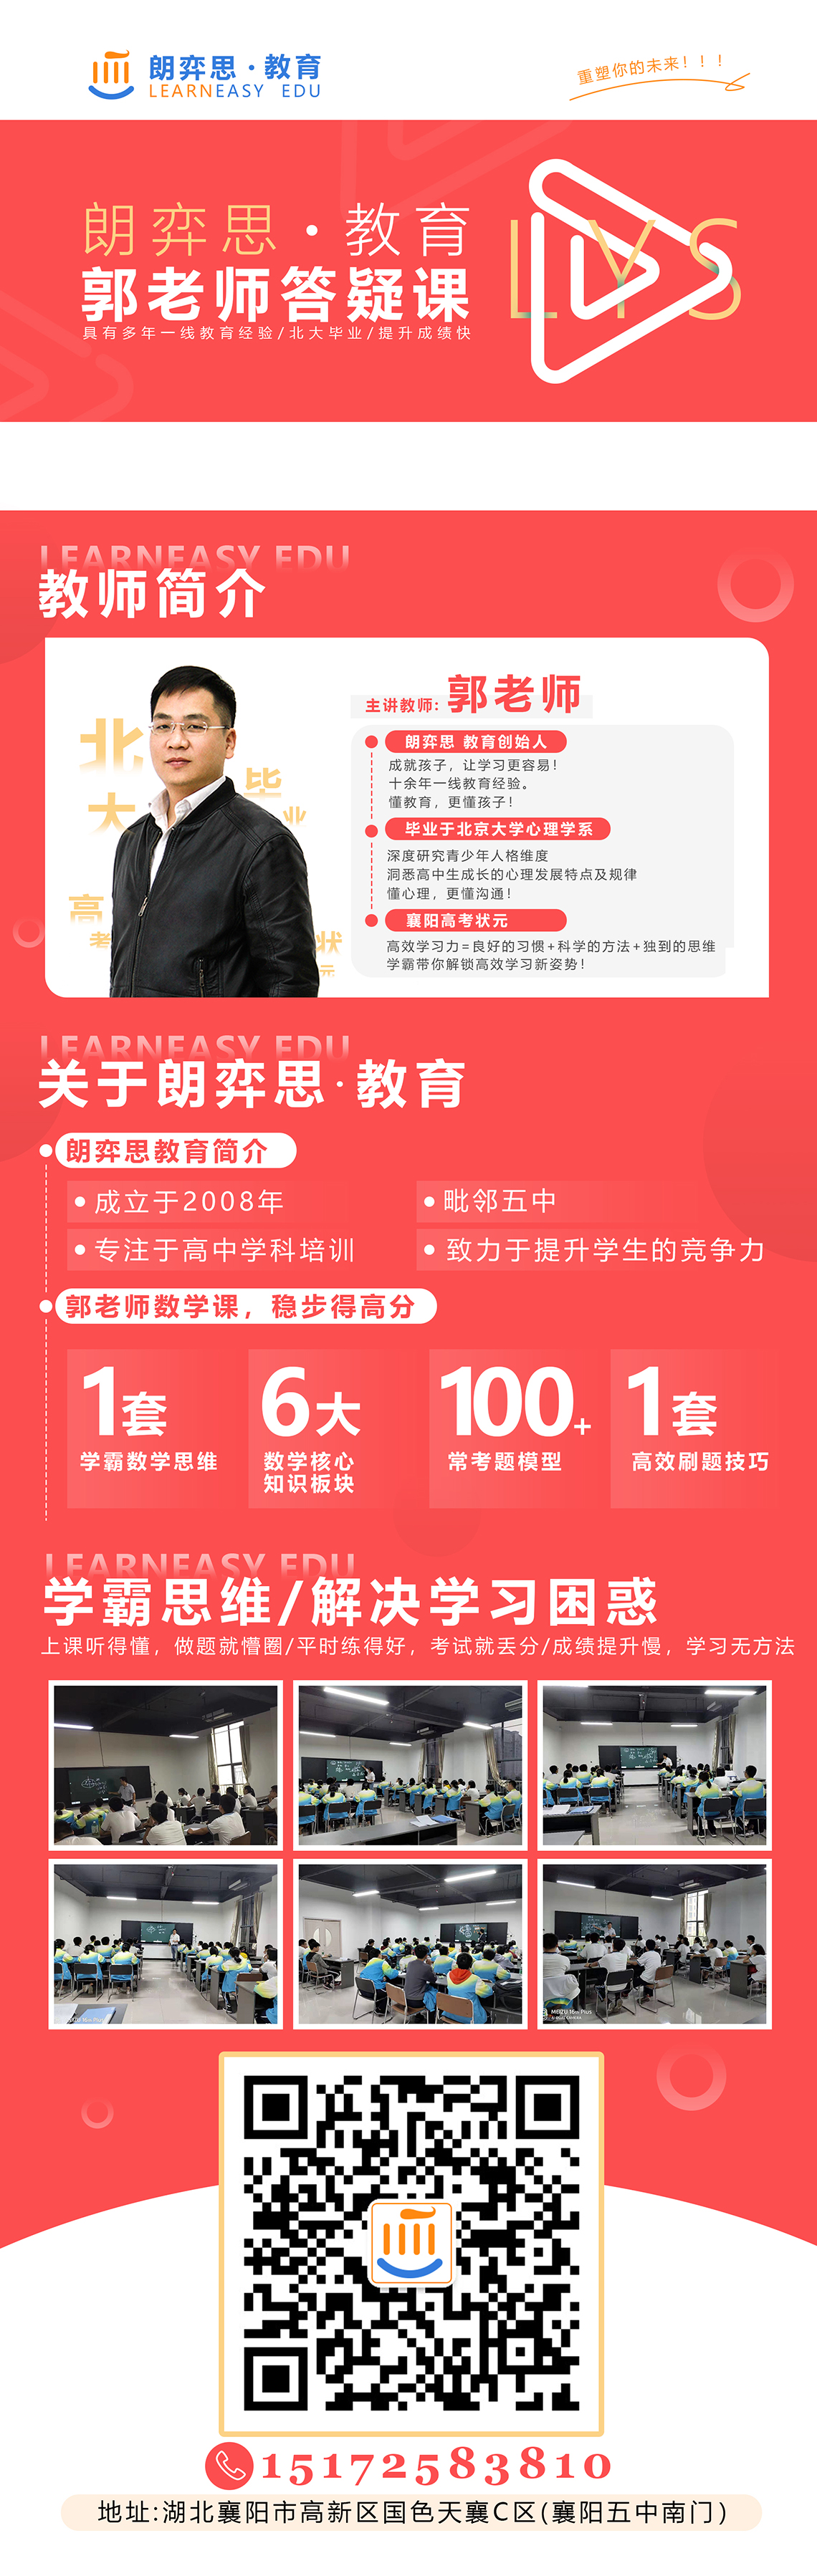 朗弈思·教育
LEARNEASY EDU
重塑你的未来！！！
朗弈思·教育
LYS
郭老师答疑课
具有多年一线教育经验/北大毕业/提升成绩快
LEARNEASY EDU
教师简介
北
大
毕
业
高
考
状
元
主讲教师: 郭老师
朗弈思 教育创始人
成就孩子，让学习更容易！
十余年一线教育经验。
懂教育，更懂孩子！
毕业于北京大学心理学系
深度研究青少年人格维度
洞悉高中生成长的心理发展特点及规律
懂心理，更懂沟通！
襄阳高考状元
高效学习力=良好的习惯+科学的方法+独到的思维
学霸带你解锁高效学习新姿势！
LEARNEASY EDU
关于朗弈思·教育
朗弈思教育简介
成立于2008年
毗邻五中
专注于高中学科培训
致力于提升学生的竞争力
郭老师数学课，稳步得高分
1套
学霸数学思维
6大
数学核心
知识板块
100+
常考题模型
1套
高效刷题技巧
LEARNEASY EDU
学霸思维/解决学习困惑
上课听得懂，做题就懵圈/平时练得好，考试就丢分/成绩提升慢，学习无方法
MEIZU 16th Plus
15172583810
地址:湖北襄阳市高新区国色天襄C区(襄阳五中南门)